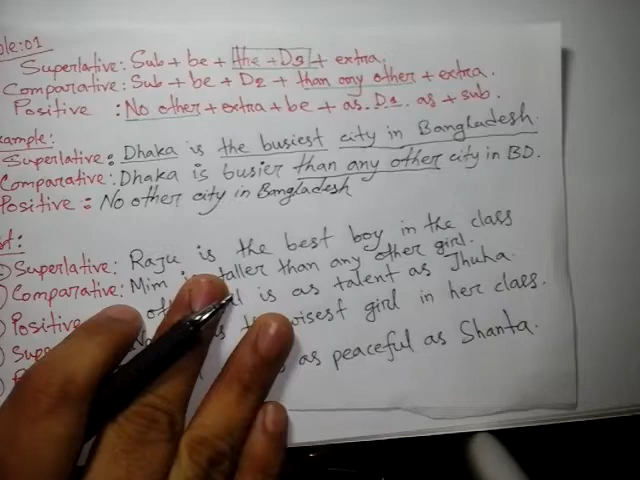 ole:01
Superlative: Sub + be + the + D3 + extra.
Comparative: Sub + be + D2 + than any other + extra.
Positive : No other + extra + be + as D1 as + sub.
xample:
Superlative: Dhaka is the busiest city in Bangladesh.
Comparative: Dhaka is busier than any other city in BD.
Positive : No other city in Bangladesh
Superlative: Raju is the best boy in the class
Comparative: Mim is taller than any other girl.
Positive is as talent as Jhuha.
wisest girl in her class.
as peaceful as Shanta.